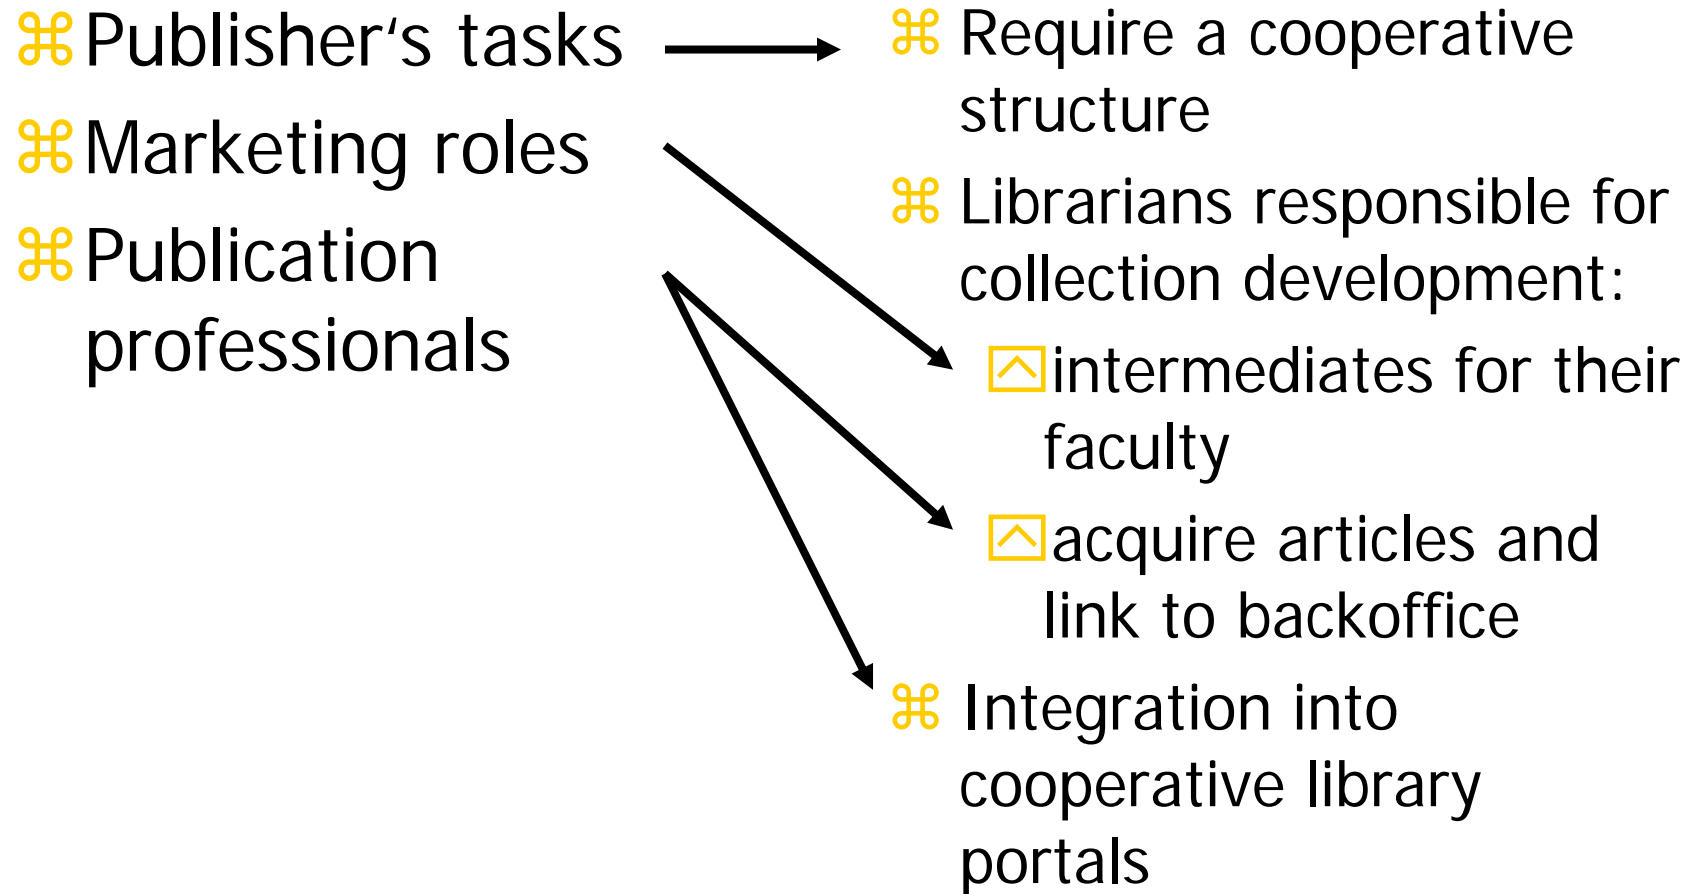 ⌘Publisher‘s tasks
⌘Marketing roles
⌘Publication
professionals
⌘ Require a cooperative
structure
⌘ Librarians responsible for
collection development:
intermediates for their
faculty
acquire articles and
link to backoffice
⌘ Integration into
cooperative library
portals